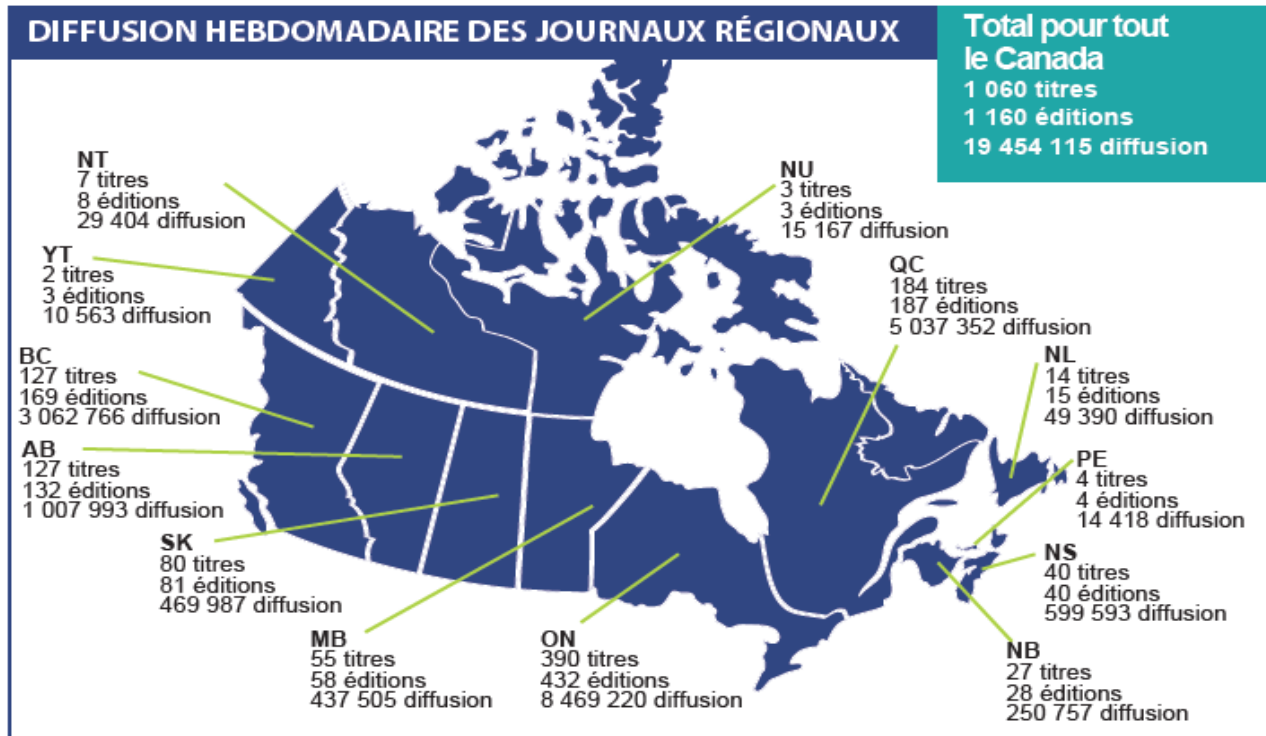 DIFFUSION HEBDOMADAIRE DES JOURNAUX RÉGIONAUX
Total pour tout
le Canada
1 060 titres
1 160 éditions
19 454 115 diffusion
NT
7 titres
8 éditions
29 404 diffusion
NU
3 titres
3 éditions
15 167 diffusion
YT
2 titres
3 éditions
10 563 diffusion
QC
184 titres
187 éditions
5 037 352 diffusion
BC
127 titres
169 éditions
3 062 766 diffusion
NL
14 titres
15 éditions
49 390 diffusion
AB
127 titres
132 éditions
1 007 993 diffusion
PE
4 titres
4 éditions
14 418 diffusion
SK
80 titres
81 éditions
469 987 diffusion
NS
40 titres
40 éditions
599 593 diffusion
MB
55 titres
58 éditions
437 505 diffusion
ON
390 titres
432 éditions
8 469 220 diffusion
NB
27 titres
28 éditions
250 757 diffusion